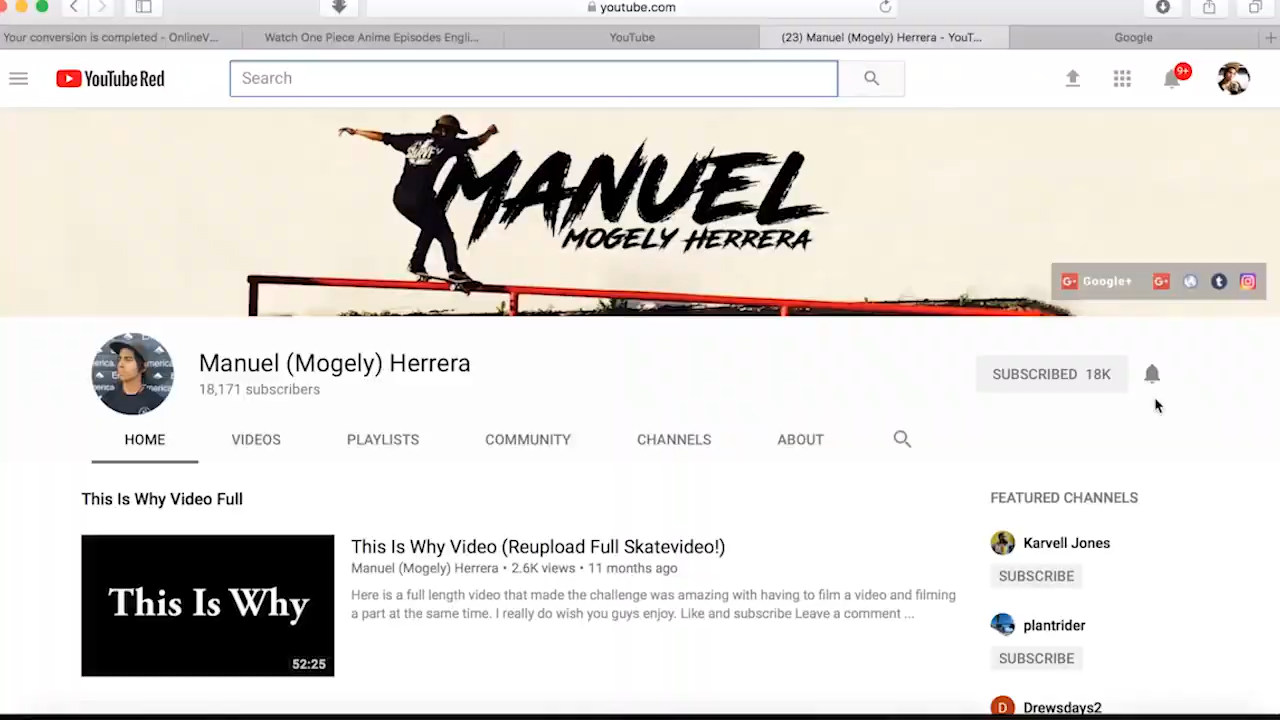 youtube.com
Your conversion is completed - OnlineV...
Watch One Piece Anime Episodes Engli...
YouTube
(23) Manuel (Mogely) Herrera - YouT...
Google
YouTube Red
Search
9+
MANUEL
MOGELY HERRERA
Google+
Manuel (Mogely) Herrera
18,171 subscribers
SUBSCRIBED 18K
HOME
VIDEOS
PLAYLISTS
COMMUNITY
CHANNELS
ABOUT
This Is Why Video Full
This Is Why
52:25
This Is Why Video (Reupload Full Skatevideo!)
Manuel (Mogely) Herrera • 2.6K views • 11 months ago
Here is a full length video that made the challenge was amazing with having to film a video and filming
a part at the same time. I really do wish you guys enjoy. Like and subscribe Leave a comment ...
FEATURED CHANNELS
Karvell Jones
SUBSCRIBE
plantrider
SUBSCRIBE
D
Drewsdays2